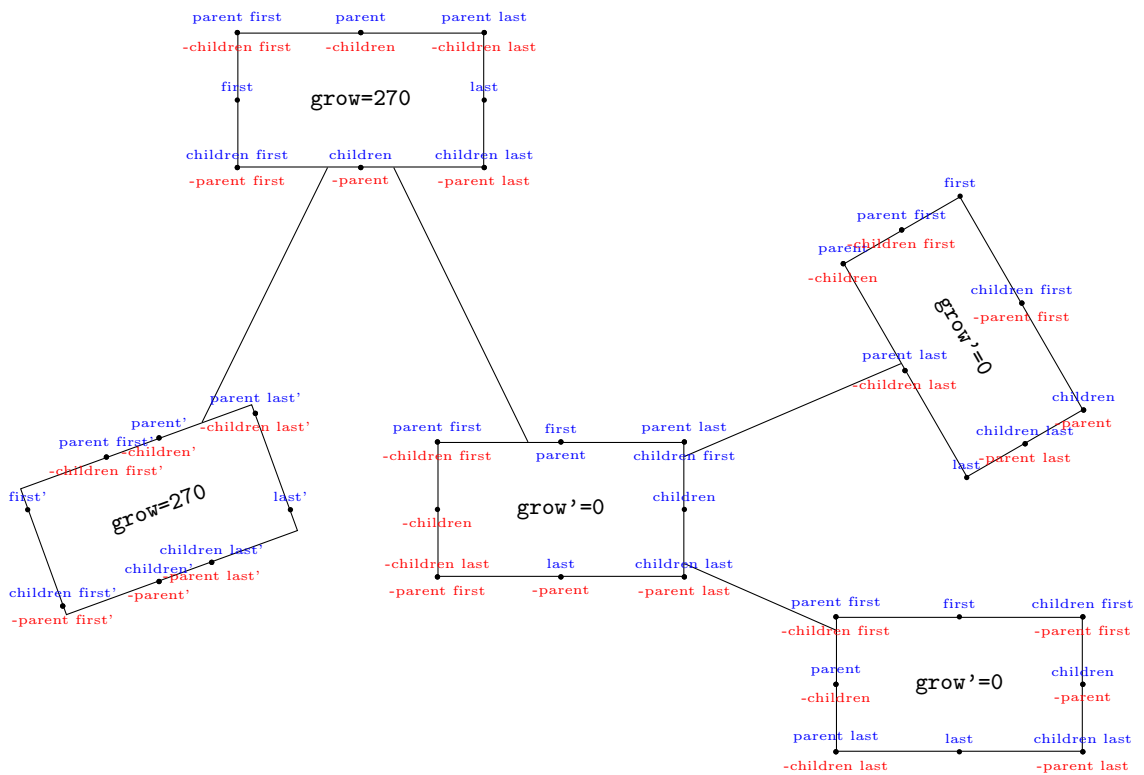 parent first parent parent last
-children first -children -children last
first last
grow=270
children first children children last
-parent first -parent -parent last
first
parent first
-children first
parent
-children
children first
-parent first
grow'=0
parent last
-children last
children
-parent
children last
-parent last
last
parent last'
-children last'
parent'
-children'
parent first'
-children first'
first' last'
grow=270
children last'
-parent last'
children'
-parent'
children first'
-parent first'
parent first first parent last
-children first parent children first
children
grow'=0
-children
-children last last children last
-parent first -parent -parent last
parent first first children first
-children first -parent first
parent children
grow'=0
-children -parent
parent last last children last
-children last -parent last